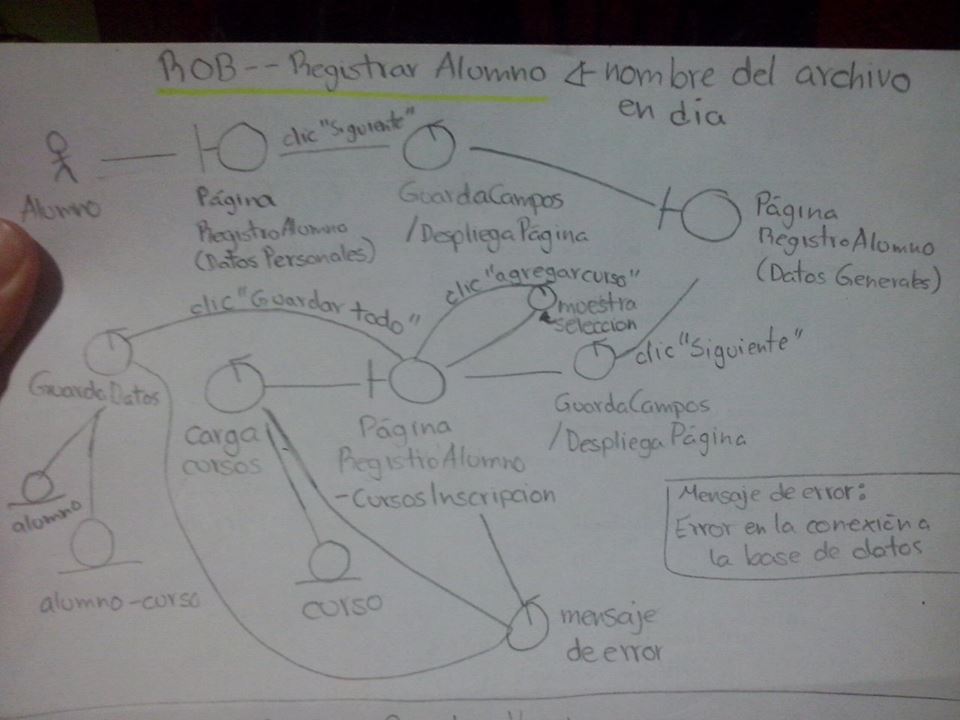 ROB-- Registrar Alumno ← nombre del archivo
en dia
Alumno
Página
RegistroAlumno
(Datos Personales)
clic "Siguiente"
GuardaCampos
/Despliega Página
Página
RegistroAlumno
(Datos Generales)
clic "Guardar todo"
clic "agregarcurso"
muestra
seleccion
clic "Siguiente"
GuardaCampos
/Despliega Página
GuardaDatos
carga
cursos
Página
RegistroAlumno
-CursosInscripcion
alumno
alumno-curso
curso
mensaje
de error
Mensaje de error:
Error en la conexión a
la base de datos